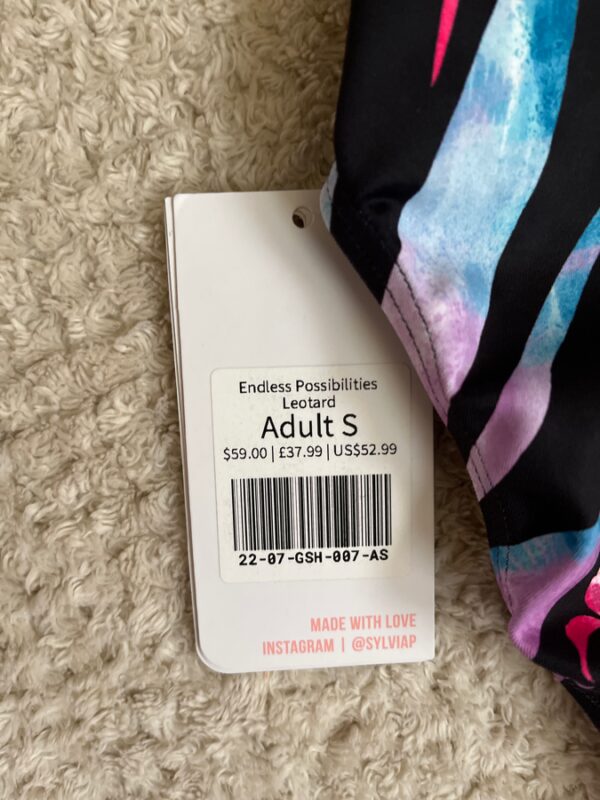 Endless Possibilities
Leotard
Adult S
$59.00 | £37.99 | US$52.99
22-07-GSH-007-AS
MADE WITH LOVE
INSTAGRAM | @SYLVIAP